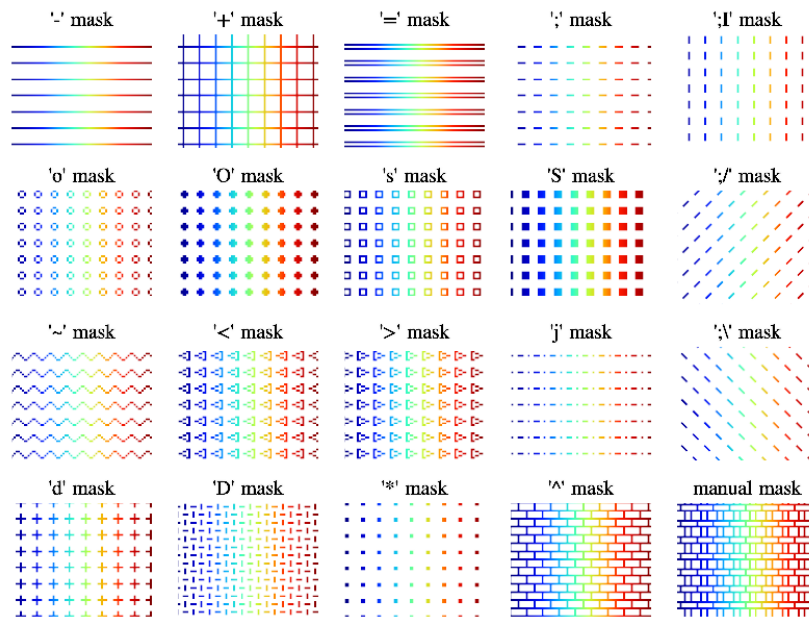 '-' mask
'+' mask
'=' mask
';' mask
';I' mask
'o' mask
'O' mask
's' mask
'S' mask
';/' mask
'~' mask
'<' mask
'>' mask
'j' mask
';\' mask
'd' mask
'D' mask
'*' mask
'^' mask
manual mask